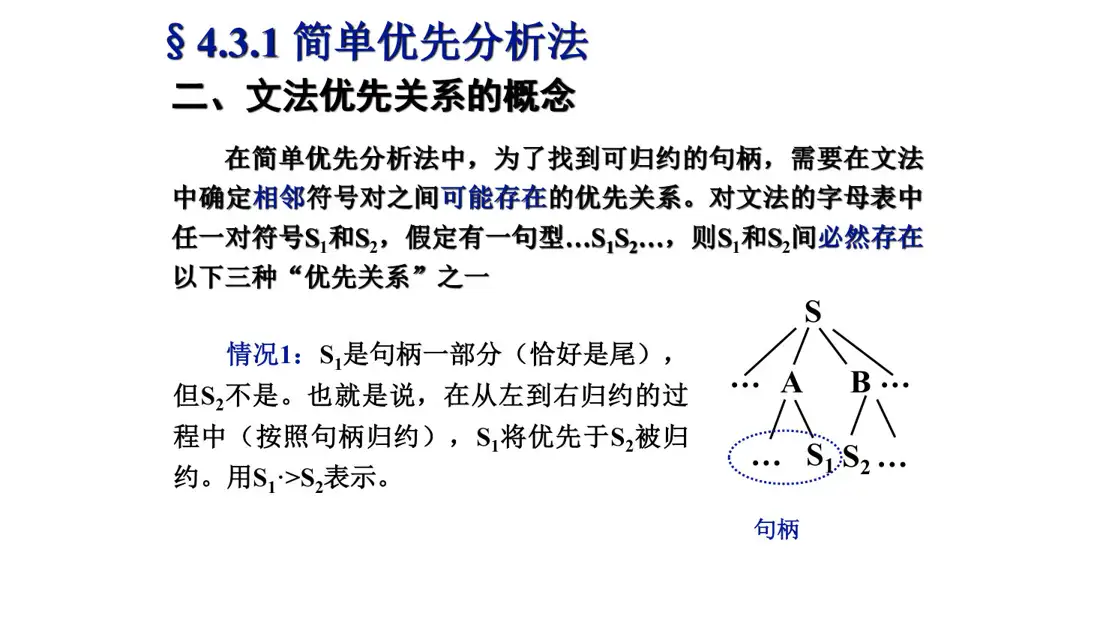 §4.3.1 简单优先分析法
二、文法优先关系的概念
在简单优先分析法中，为了找到可归约的句柄，需要在文法
中确定相邻符号对之间可能存在的优先关系。对文法的字母表中
任一对符号S1和S2，假定有一句型…S1S2…，则S1和S2间必然存在
以下三种“优先关系”之一
情况1：S1是句柄一部分（恰好是尾），
但S2不是。也就是说，在从左到右归约的过
程中（按照句柄归约），S1将优先于S2被归
约。用S1·>S2表示。
S
… A B …
… S1 S2 …
句柄